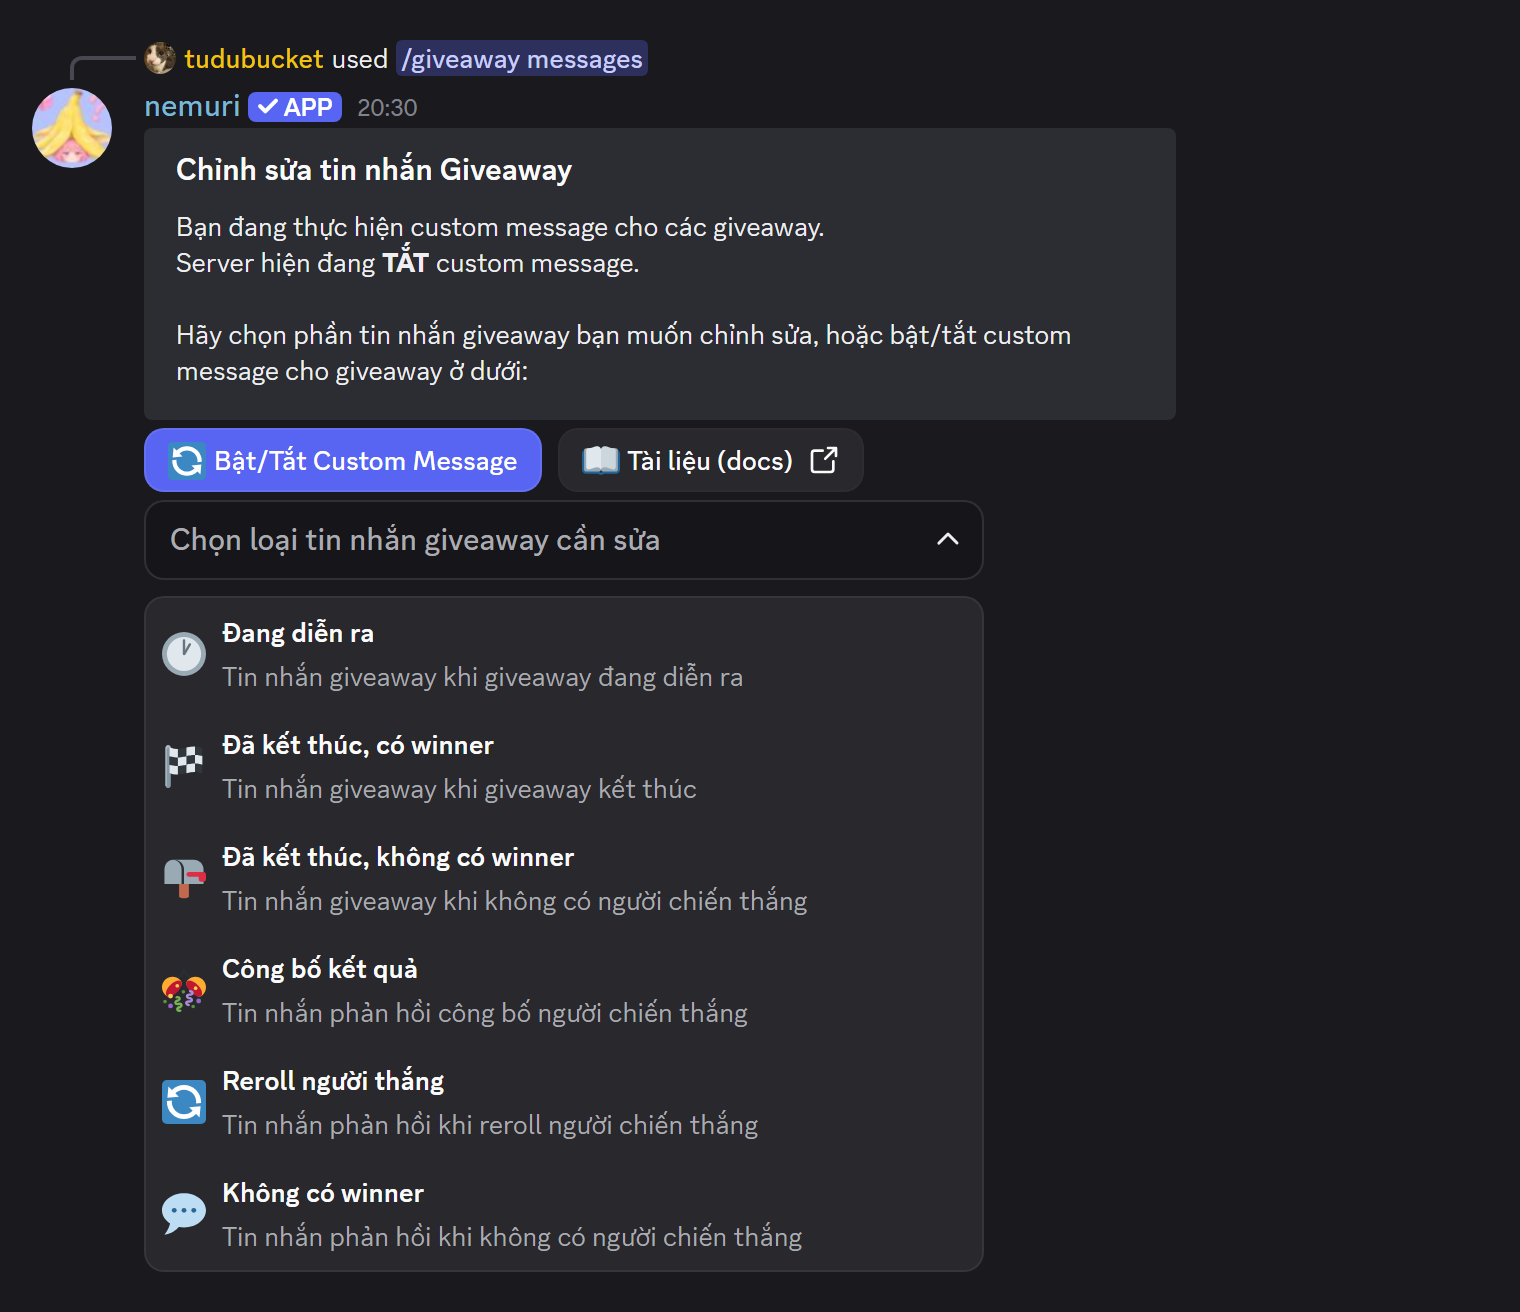 tudubucket used /giveaway messages
nemuri APP 20:30
Chỉnh sửa tin nhắn Giveaway
Bạn đang thực hiện custom message cho các giveaway.
Server hiện đang TẮT custom message.
Hãy chọn phần tin nhắn giveaway bạn muốn chỉnh sửa, hoặc bật/tắt custom
message cho giveaway ở dưới:
Bật/Tắt Custom Message
Tài liệu (docs)
Chọn loại tin nhắn giveaway cần sửa
Đang diễn ra
Tin nhắn giveaway khi giveaway đang diễn ra
Đã kết thúc, có winner
Tin nhắn giveaway khi giveaway kết thúc
Đã kết thúc, không có winner
Tin nhắn giveaway khi không có người chiến thắng
Công bố kết quả
Tin nhắn phản hồi công bố người chiến thắng
Reroll người thắng
Tin nhắn phản hồi khi reroll người chiến thắng
Không có winner
Tin nhắn phản hồi khi không có người chiến thắng